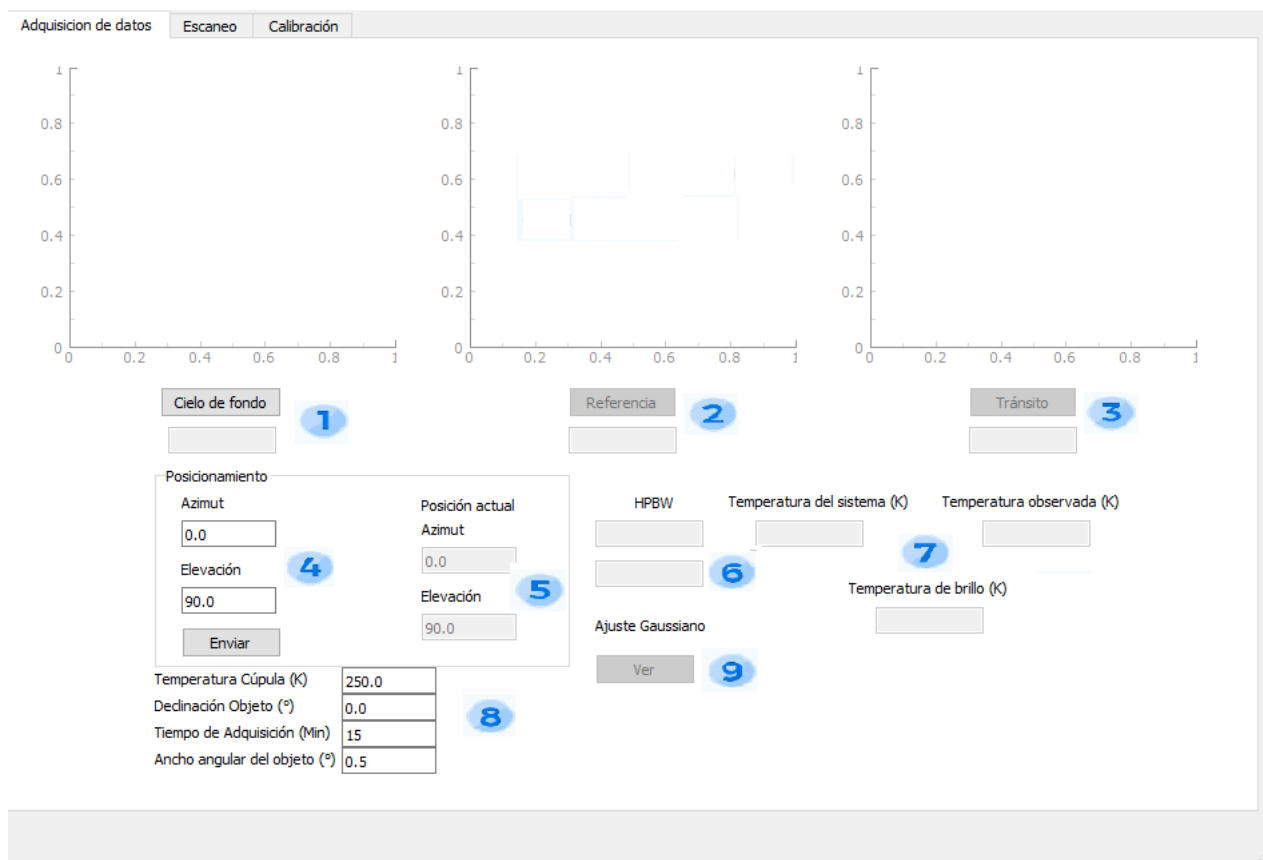 Adquisicion de datos Escaneo Calibración
1 1 1
0.8 0.8 0.8
0.6 0.6 0.6
0.4 0.4 0.4
0.2 0.2 0.2
0 0 0
0 0.2 0.4 0.6 0.8 1 0 0.2 0.4 0.6 0.8 1 0 0.2 0.4 0.6 0.8 1
Cielo de fondo 1 Referencia 2 Tránsito 3
Posicionamiento
Azimut
0.0
Elevación
90.0
Enviar
4
Posición actual
Azimut
0.0
Elevación
90.0
5
HPBW
6
Temperatura del sistema (K) Temperatura observada (K)
7
Temperatura de brillo (K)
Ajuste Gaussiano
Ver 9
Temperatura Cúpula (K) 250.0
Declinación Objeto (º) 0.0
Tiempo de Adquisición (Min) 15
Ancho angular del objeto (º) 0.5
8